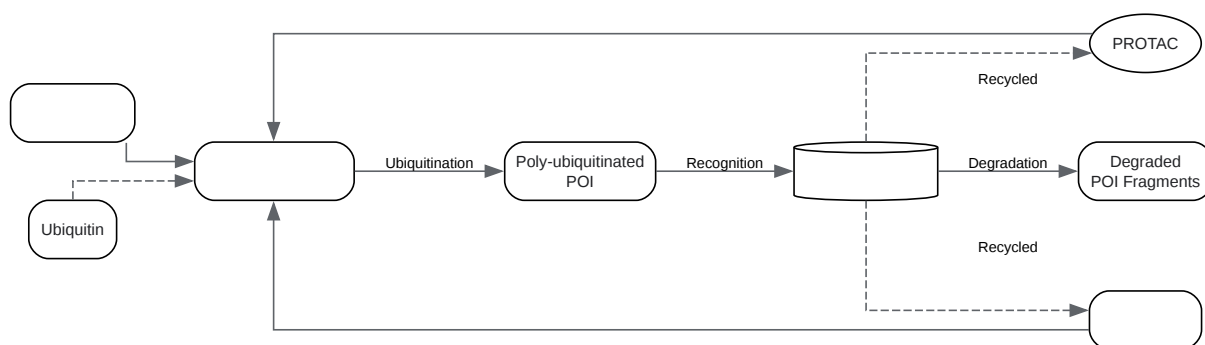 PROTAC
Recycled
Ubiquitination
Poly-ubiquitinated
POI
Recognition
Degradation
Degraded
POI Fragments
Ubiquitin
Recycled